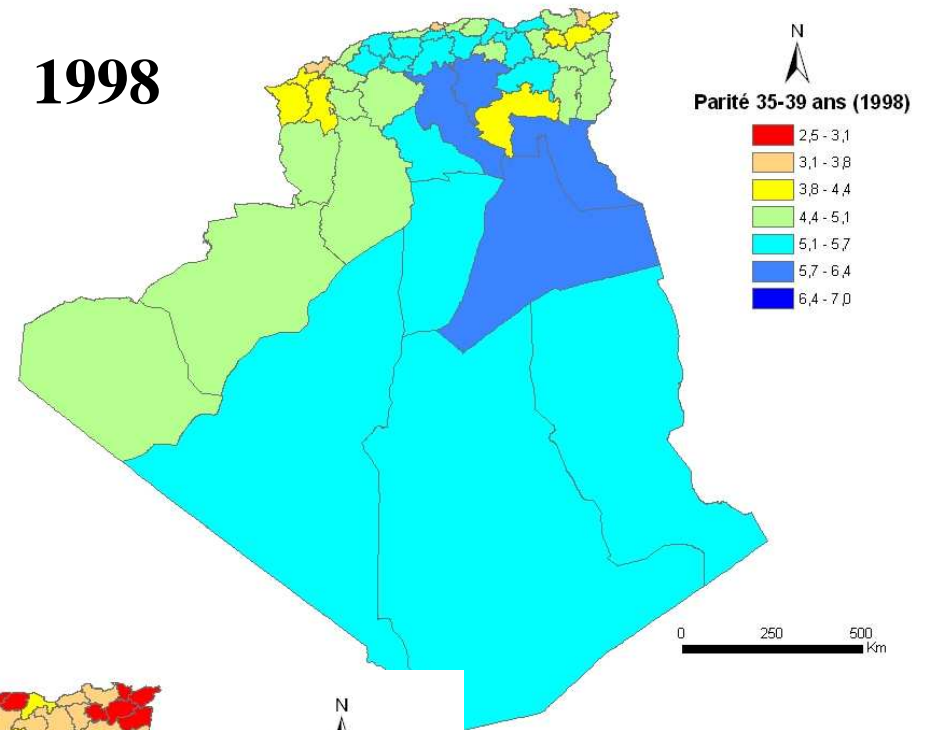 1998
N
Parité 35-39 ans (1998)
2,5 - 3,1
3,1 - 3,8
3,8 - 4,4
4,4 - 5,1
5,1 - 5,7
5,7 - 6,4
6,4 - 7,0
0 250 500
Km
N